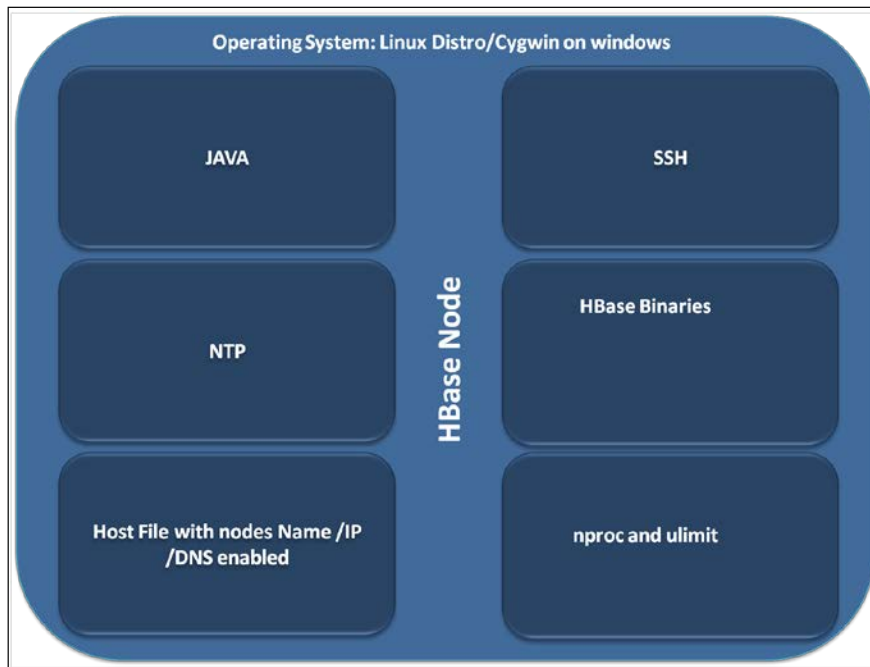 Operating System: Linux Distro/Cygwin on windows
JAVA
SSH
HBase Node
NTP
HBase Binaries
Host File with nodes Name /IP
/DNS enabled
nproc and ulimit